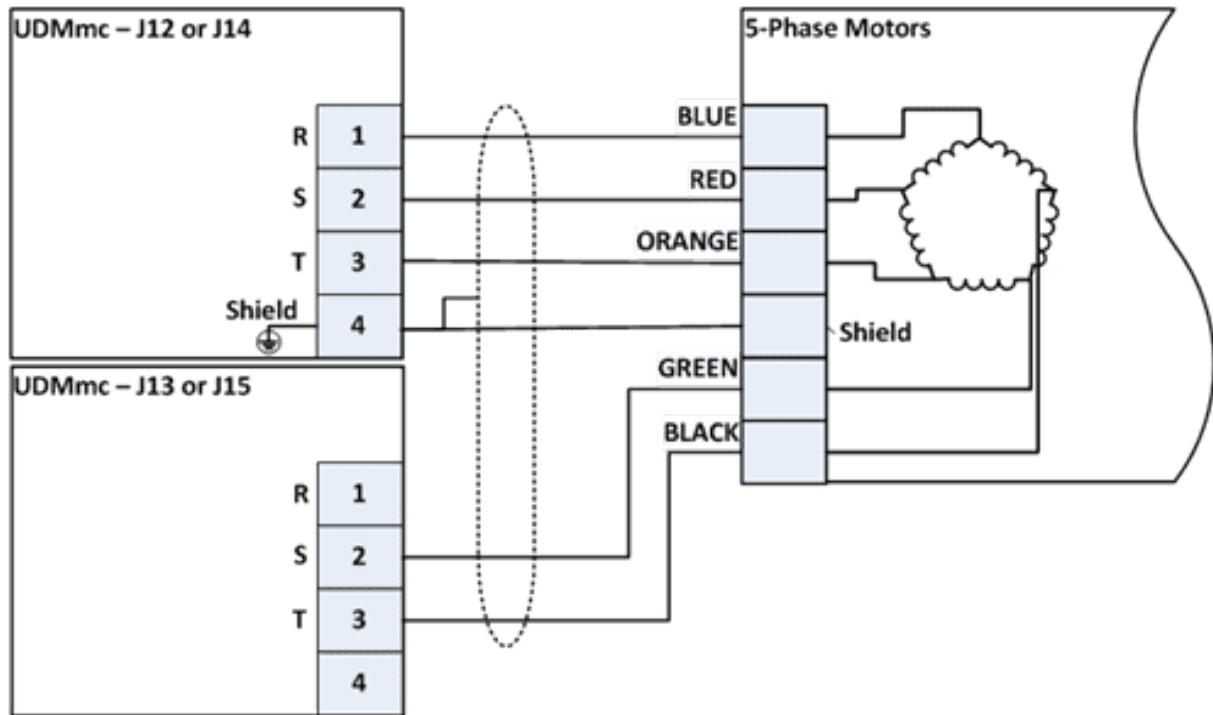 UDMmc – J12 or J14
R 1
S 2
T 3
Shield 4
UDMmc – J13 or J15
R 1
S 2
T 3
4
5-Phase Motors
BLUE
RED
ORANGE
Shield
GREEN
BLACK